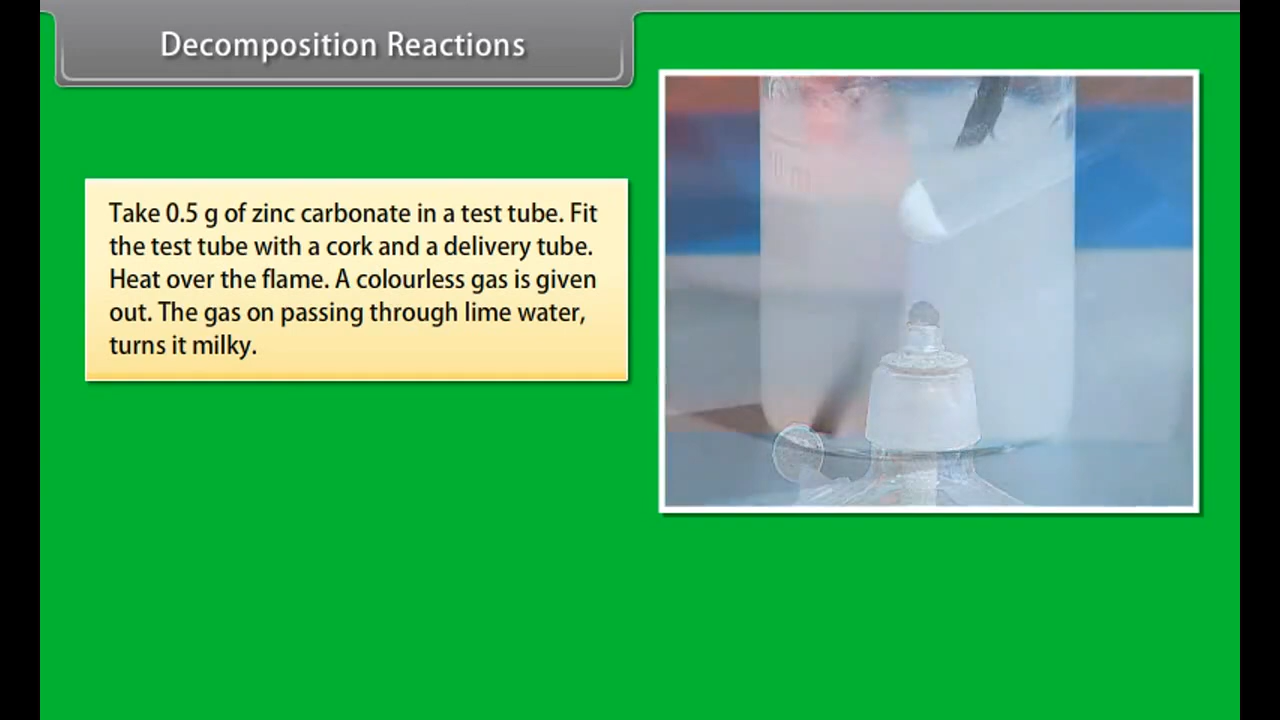 Decomposition Reactions
Take 0.5 g of zinc carbonate in a test tube. Fit
the test tube with a cork and a delivery tube.
Heat over the flame. A colourless gas is given
out. The gas on passing through lime water,
turns it milky.